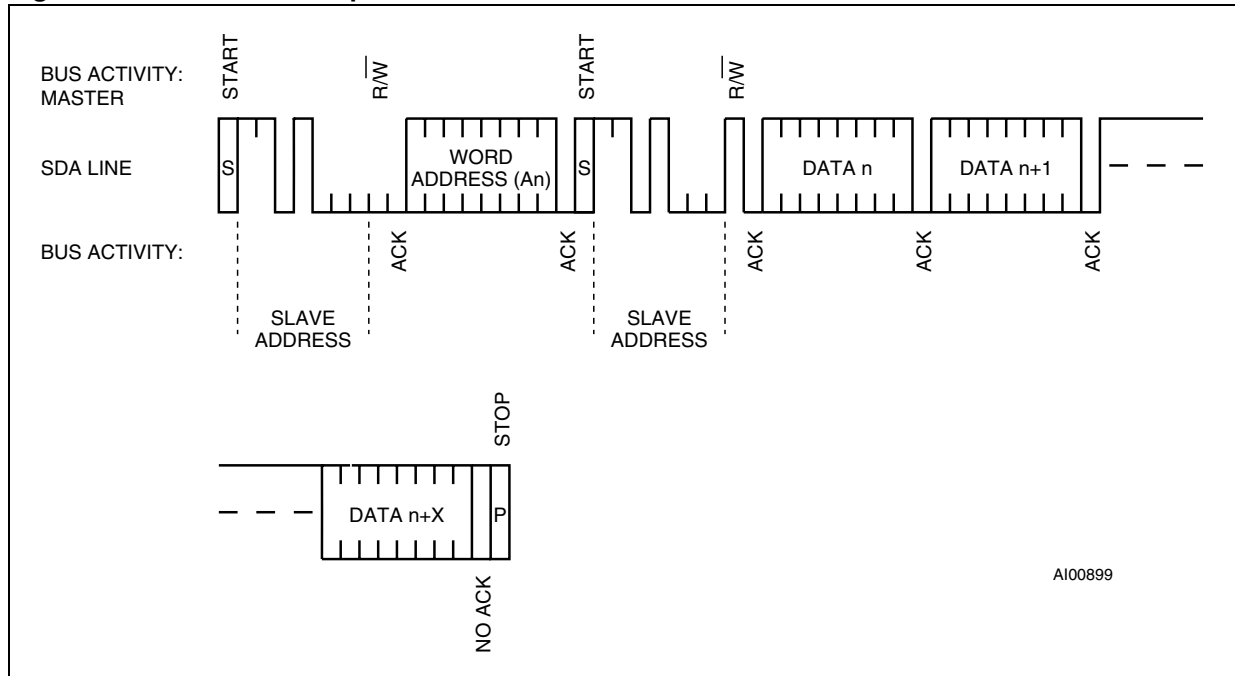 START
R/W
START
R/W
BUS ACTIVITY:
MASTER
SDA LINE
S
WORD
ADDRESS (An)
S
DATA n
DATA n+1
BUS ACTIVITY:
ACK
ACK
ACK
ACK
ACK
SLAVE
ADDRESS
SLAVE
ADDRESS
STOP
DATA n+X
P
NO ACK
AI00899